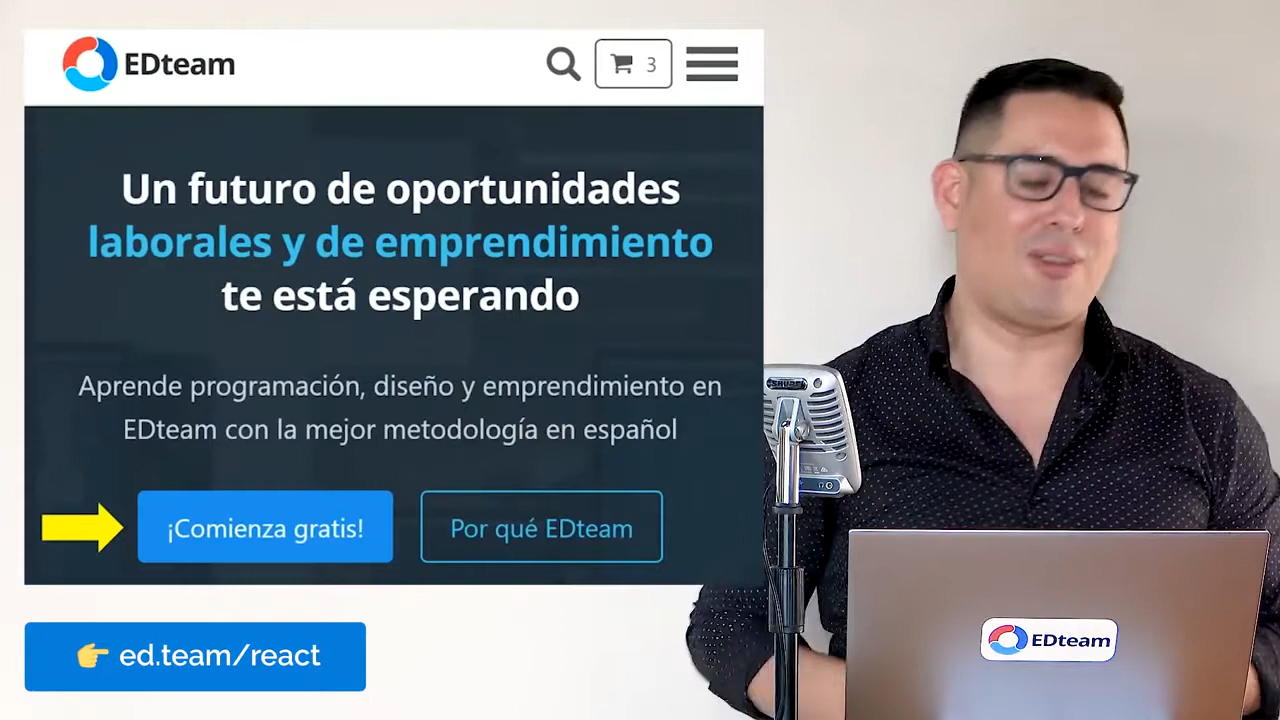 EDteam
3
Un futuro de oportunidades
laborales y de emprendimiento
te está esperando
Aprende programación, diseño y emprendimiento en
EDteam con la mejor metodología en español
¡Comienza gratis!
Por qué EDteam
👉 ed.team/react
SHURE
EDteam